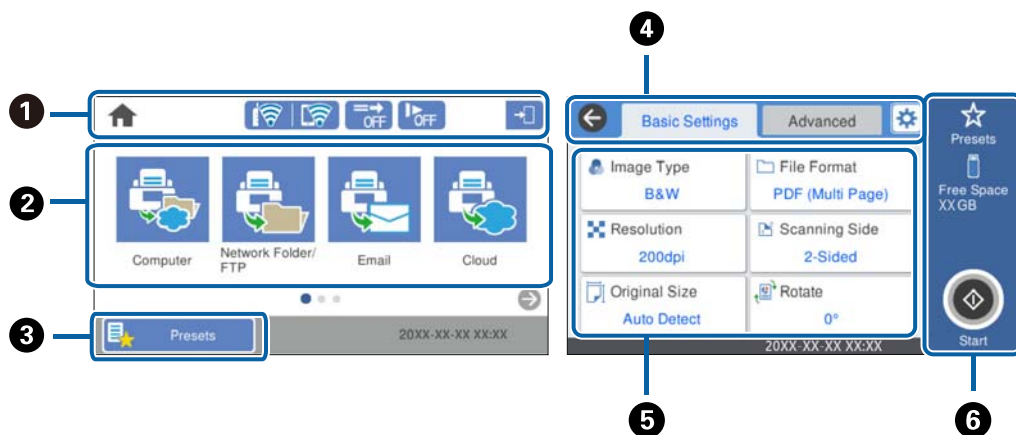 4
1
OFF
OFF
Basic Settings
Advanced
Presets
Free Space
XX GB
2
Computer
Network Folder/
FTP
Email
Cloud
Image Type
B&W
File Format
PDF (Multi Page)
Resolution
200dpi
Scanning Side
2-Sided
Original Size
Auto Detect
Rotate
0°
Start
3
Presets
20XX-XX-XX XX:XX
20XX-XX-XX XX:XX
5
6